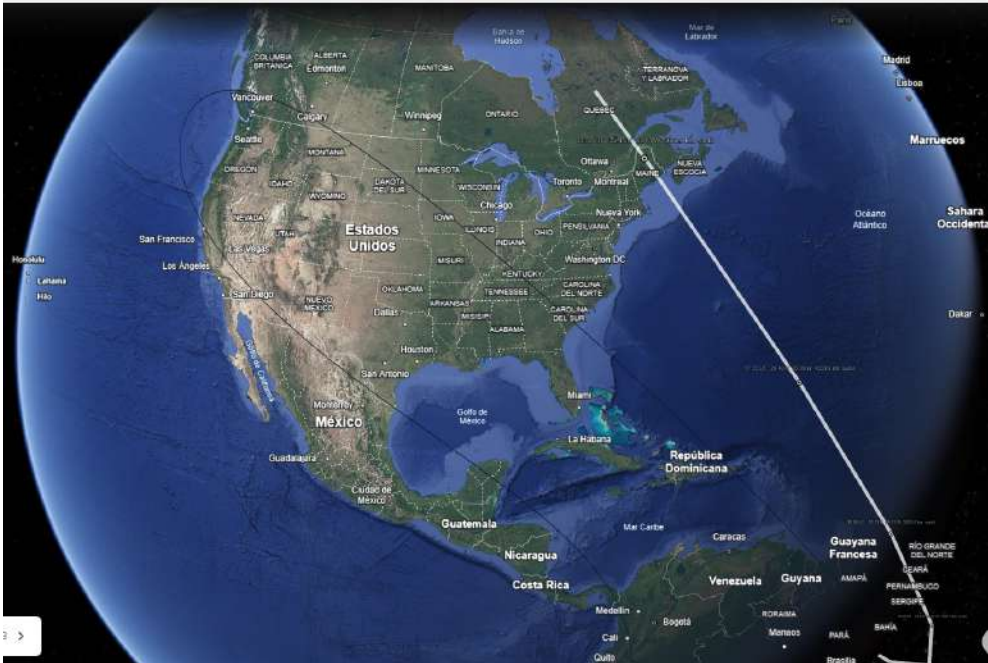 París
Bahía de
Hudson
Mar de
Labrador
COLUMBIA
BRITÁNICA
ALBERTA
Edmonton
MANITOBA
TERRANOVA
Y LABRADOR
Madrid
Lisboa
Vancouver
Calgary
Winnipeg
ONTARIO
QUEBEC
Seattle
Marruecos
MONTANA
Ottawa
MAINE
NUEVA
ESCOCIA
OREGÓN
IDAHO
DAKOTA
DEL SUR
MINNESOTA
WISCONSIN
Toronto
Montreal
WYOMING
Chicago
IOWA
Nueva York
NEVADA
UTAH
Estados
Unidos
ILLINOIS
INDIANA
OHIO
PENSILVANIA
Océano
Atlántico
Sahara
Occidenta
San Francisco
Las Vegas
MISURI
KENTUCKY
Washington DC
Honolulu
Lahaina
Hilo
Los Ángeles
San Diego
NUEVO
MÉXICO
OKLAHOMA
ARKANSAS
TENNESSEE
CAROLINA
DEL NORTE
Dallas
MISISIPI
ALABAMA
CAROLINA
DEL SUR
Dakar
Golfo de California
Houston
San Antonio
Miami
Monterrey
México
Golfo de
México
La Habana
Guadalajara
República
Dominicana
Ciudad de
México
Guatemala
Mar Caribe
Caracas
Guayana
Francesa
RÍO GRANDE
DEL NORTE
Nicaragua
CEARÁ
Costa Rica
Venezuela
Guyana
AMAPÁ
PERNAMBUCO
SERGIPE
Medellín
Bogotá
RORAIMA
Cali
Manaos
PARÁ
BAHÍA
Quito
Brasilia